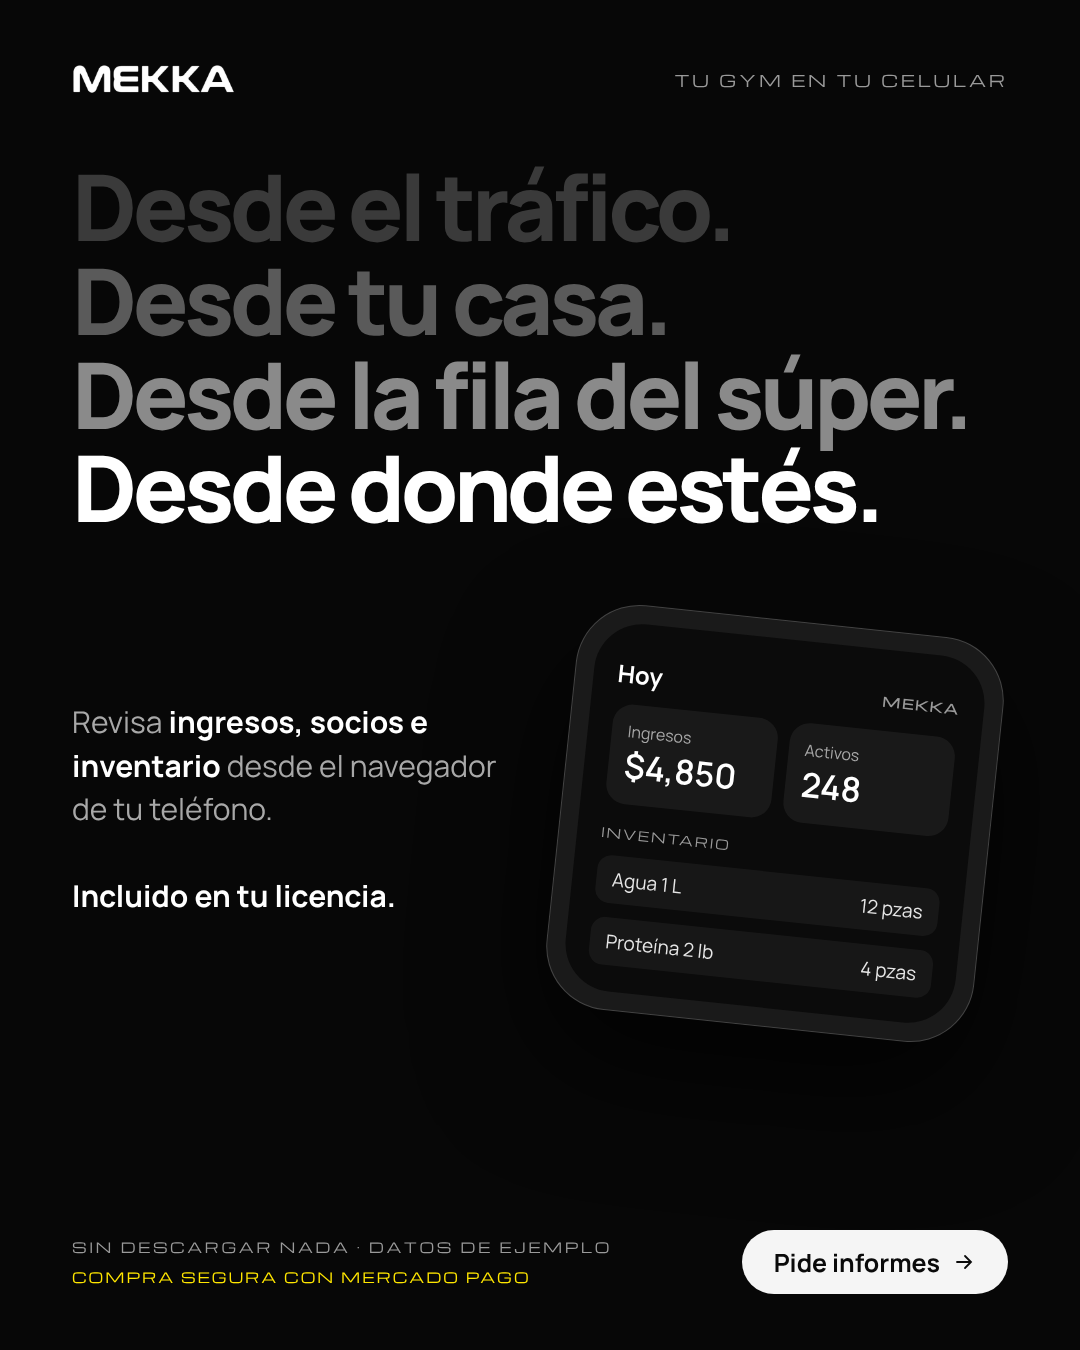 MEKKA
TU GYM EN TU CELULAR
Desde el tráfico.
Desde tu casa.
Desde la fila del súper.
Desde donde estés.
Revisa ingresos, socios e
inventario desde el navegador
de tu teléfono.
Incluido en tu licencia.
Hoy
MEKKA
Ingresos
$4,850
Activos
248
INVENTARIO
Agua 1 L
12 pzas
Proteína 2 lb
4 pzas
SIN DESCARGAR NADA · DATOS DE EJEMPLO
COMPRA SEGURA CON MERCADO PAGO
Pide informes →